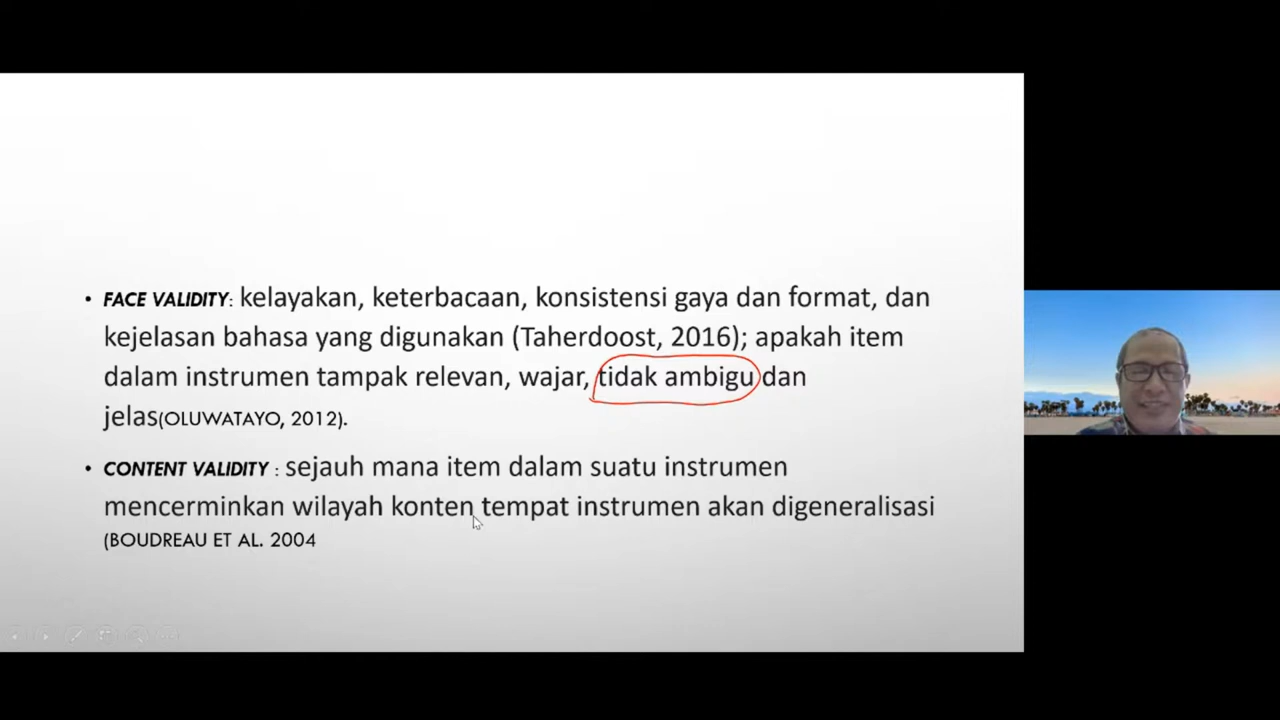 • FACE VALIDITY: kelayakan, keterbacaan, konsistensi gaya dan format, dan
kejelasan bahasa yang digunakan (Taherdoost, 2016); apakah item
dalam instrumen tampak relevan, wajar, tidak ambigu dan
jelas(OLUWATAYO, 2012).
• CONTENT VALIDITY : sejauh mana item dalam suatu instrumen
mencerminkan wilayah konten tempat instrumen akan digeneralisasi
(BOUDREAU ET AL. 2004